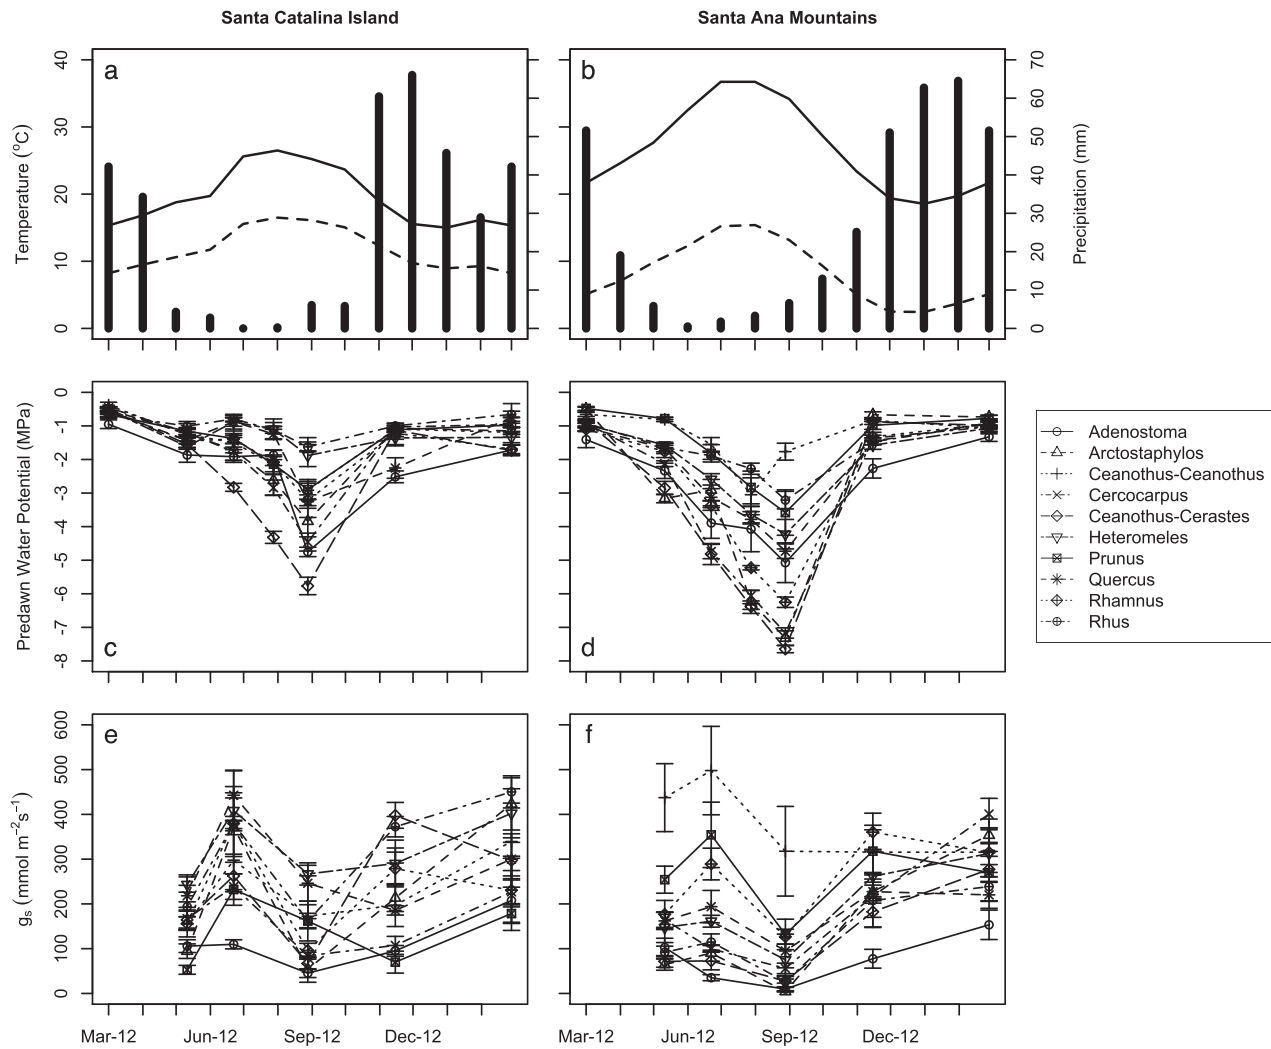 Santa Catalina Island
Santa Ana Mountains
a
b
40
30
20
10
0
Temperature (°C)
70
60
50
40
30
20
10
0
Precipitation (mm)
c
d
0
-1
-2
-3
-4
-5
-6
-7
-8
Predawn Water Potential (MPa)
Adenostoma
Arctostaphylos
Ceanothus-Ceanothus
Cercocarpus
Ceanothus-Cerastes
Heteromeles
Prunus
Quercus
Rhamnus
Rhus
e
f
600
500
400
300
200
100
0
gs (mmol m⁻²s⁻¹)
Mar-12 Jun-12 Sep-12 Dec-12
Mar-12 Jun-12 Sep-12 Dec-12